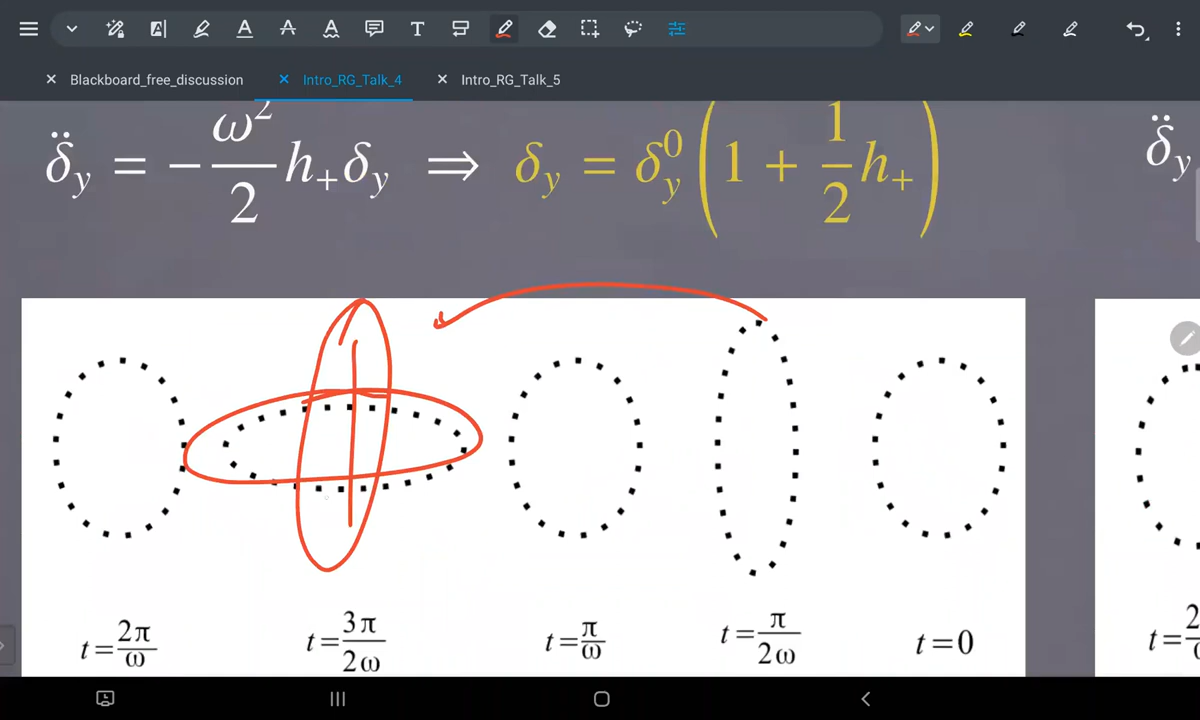 Blackboard_free_discussion Intro_RG_Talk_4 Intro_RG_Talk_5
δ̈_y = − ω²/2 h₊δ_y ⇒ δ_y = δ_y⁰ (1 + 1/2 h₊) δ̈_y
t=2π/ω t=3π/2ω t=π/ω t=π/2ω t=0 t=